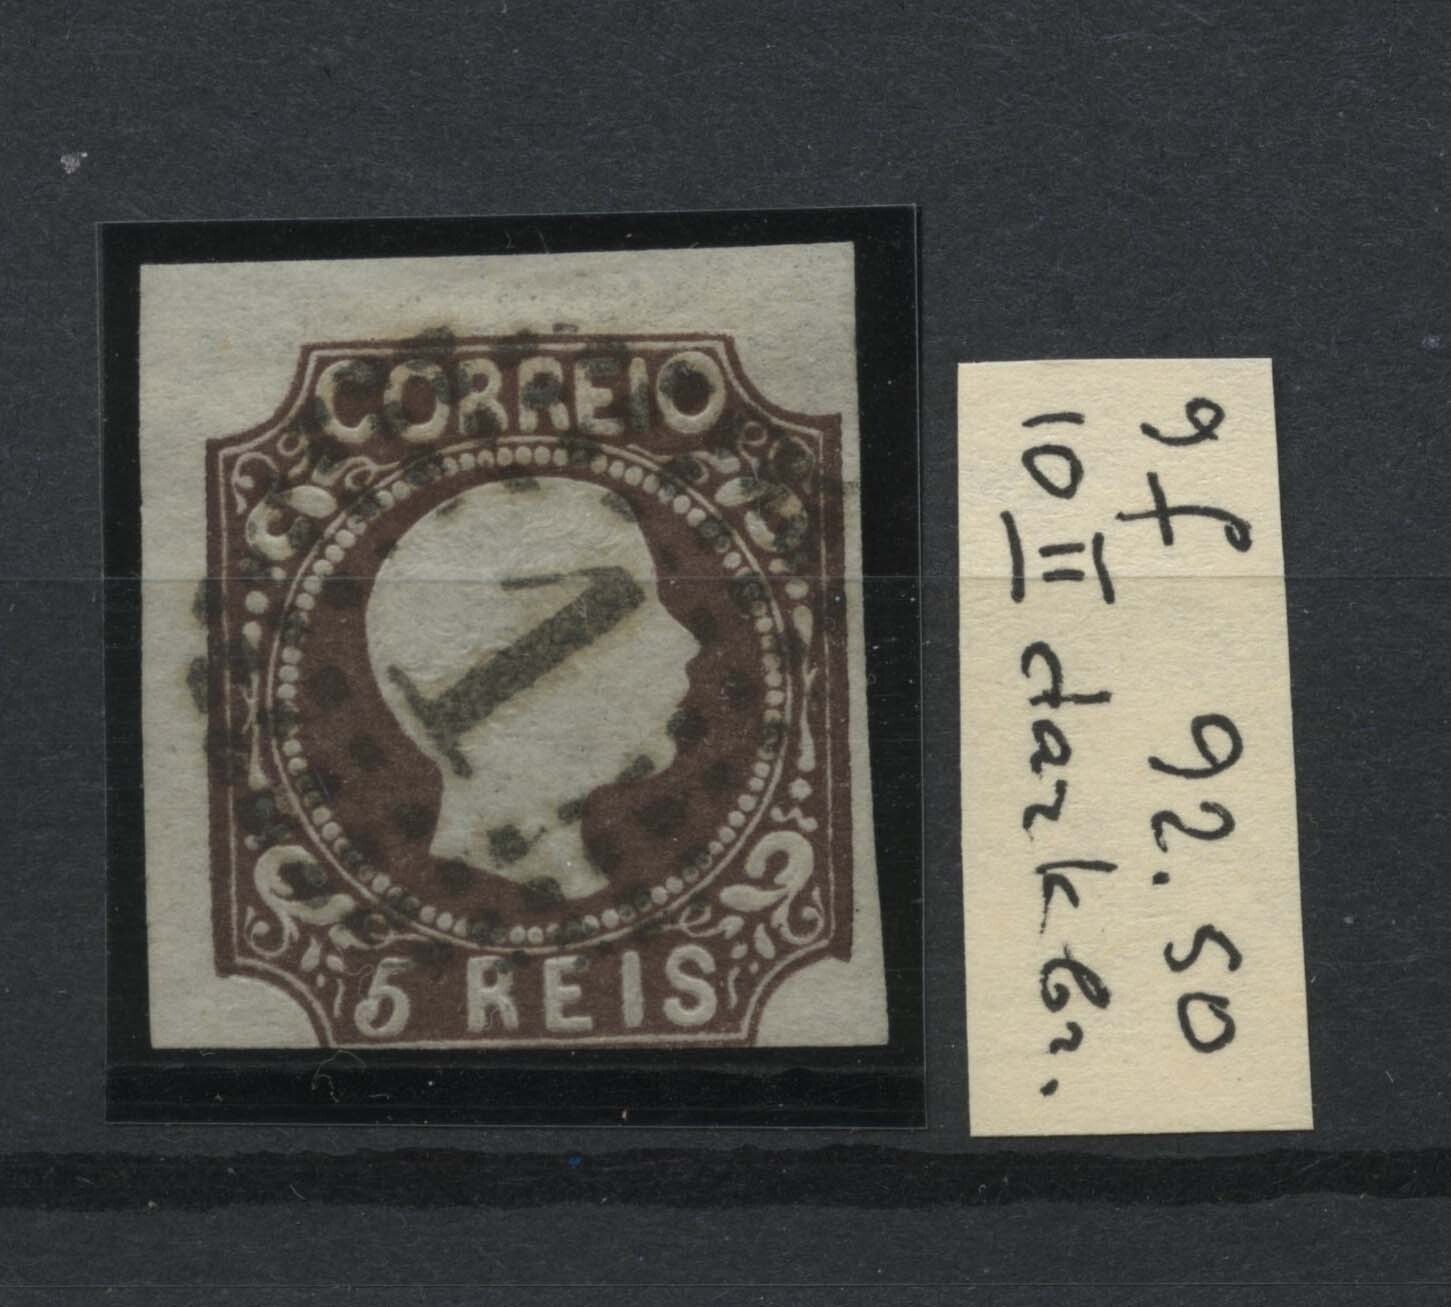 CORREIO
1
5 REIS
9f 92.50
10 II dark br.